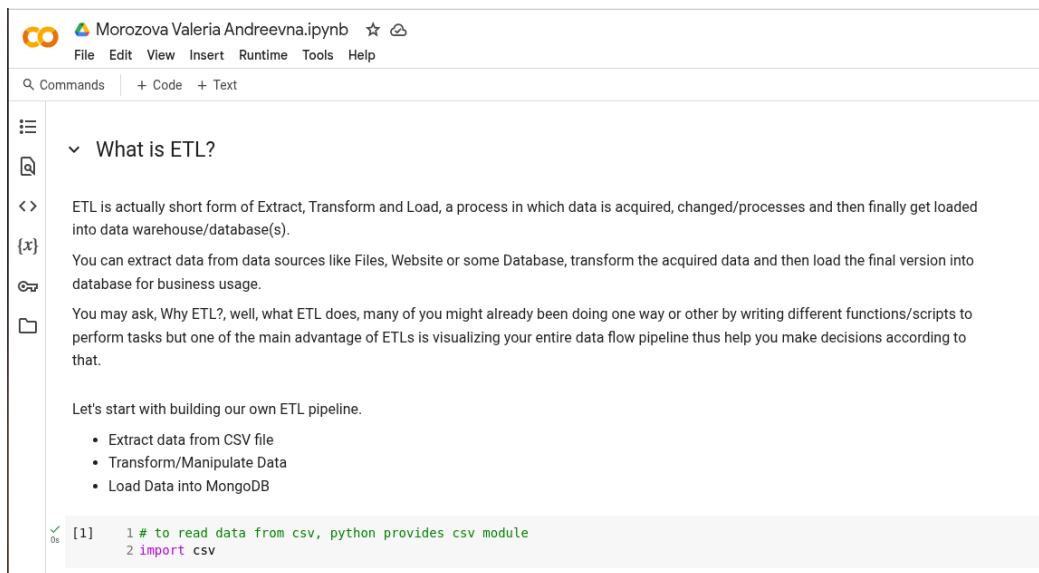 Morozova Valeria Andreevna.ipynb
File Edit View Insert Runtime Tools Help
Commands + Code + Text
What is ETL?
ETL is actually short form of Extract, Transform and Load, a process in which data is acquired, changed/processes and then finally get loaded
into data warehouse/database(s).
You can extract data from data sources like Files, Website or some Database, transform the acquired data and then load the final version into
database for business usage.
You may ask, Why ETL?, well, what ETL does, many of you might already been doing one way or other by writing different functions/scripts to
perform tasks but one of the main advantage of ETLs is visualizing your entire data flow pipeline thus help you make decisions according to
that.
Let's start with building our own ETL pipeline.
• Extract data from CSV file
• Transform/Manipulate Data
• Load Data into MongoDB
[1] 1 # to read data from csv, python provides csv module
0s 2 import csv